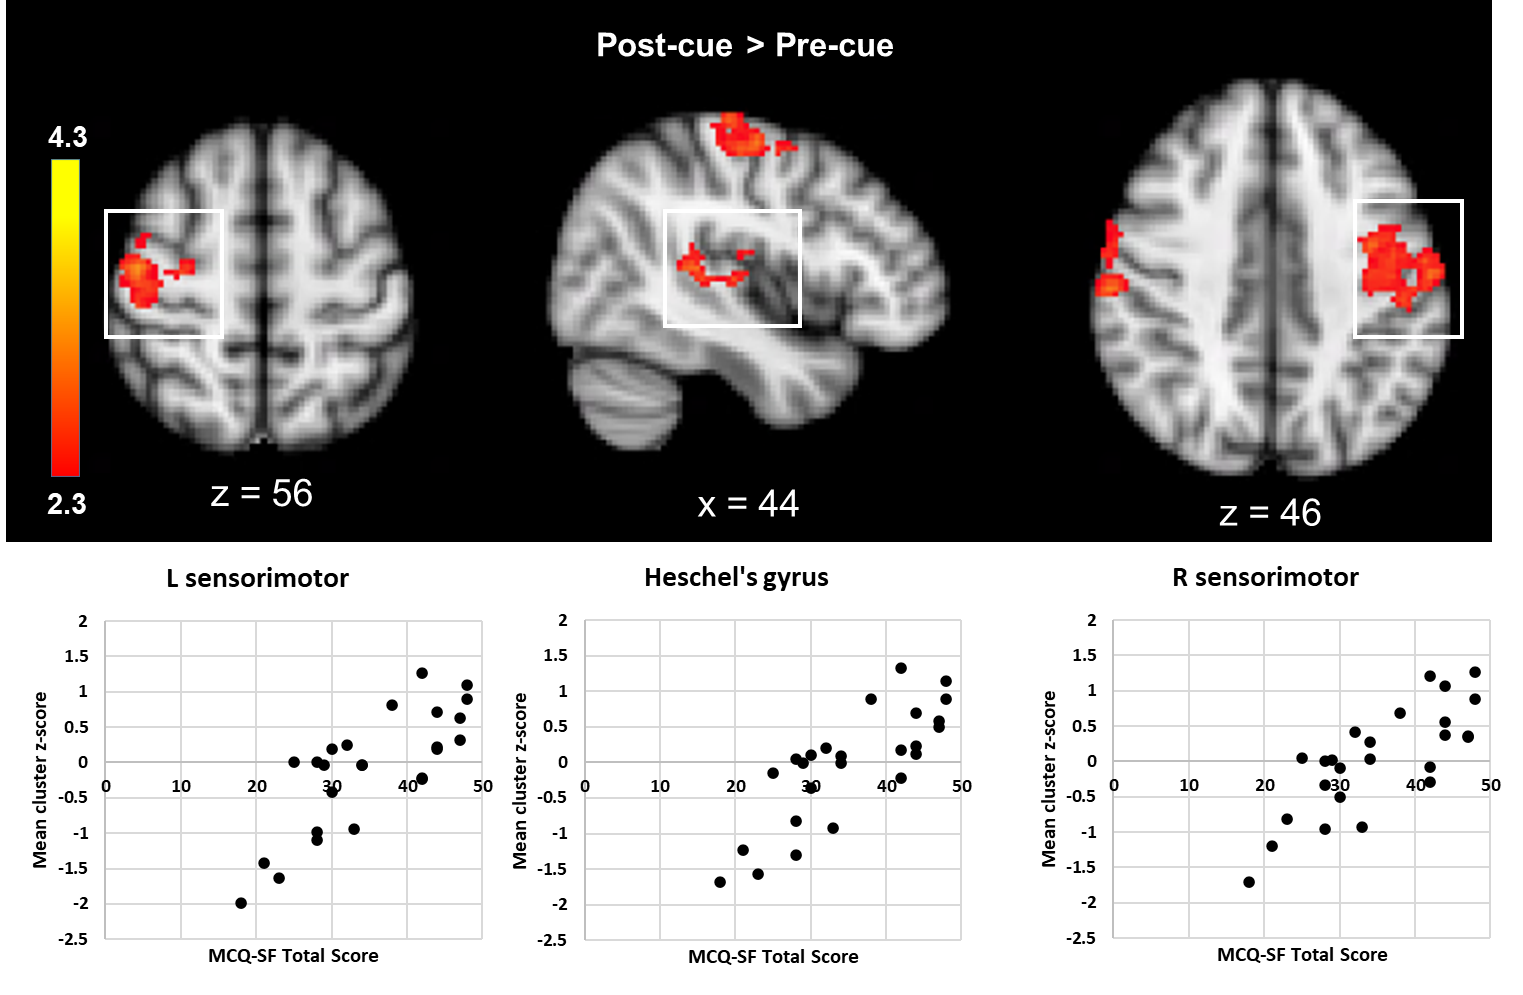 Post-cue > Pre-cue
4.3
2.3
z = 56
x = 44
z = 46
L sensorimotor
2
1.5
1
0.5
0
-0.5
-1
-1.5
-2
-2.5
0 10 20 30 40 50
Mean cluster z-score
MCQ-SF Total Score
Heschel's gyrus
2
1.5
1
0.5
0
-0.5
-1
-1.5
-2
-2.5
0 10 20 30 40 50
Mean cluster z-score
MCQ-SF Total Score
R sensorimotor
2
1.5
1
0.5
0
-0.5
-1
-1.5
-2
-2.5
0 10 20 30 40 50
Mean cluster z-score
MCQ-SF Total Score